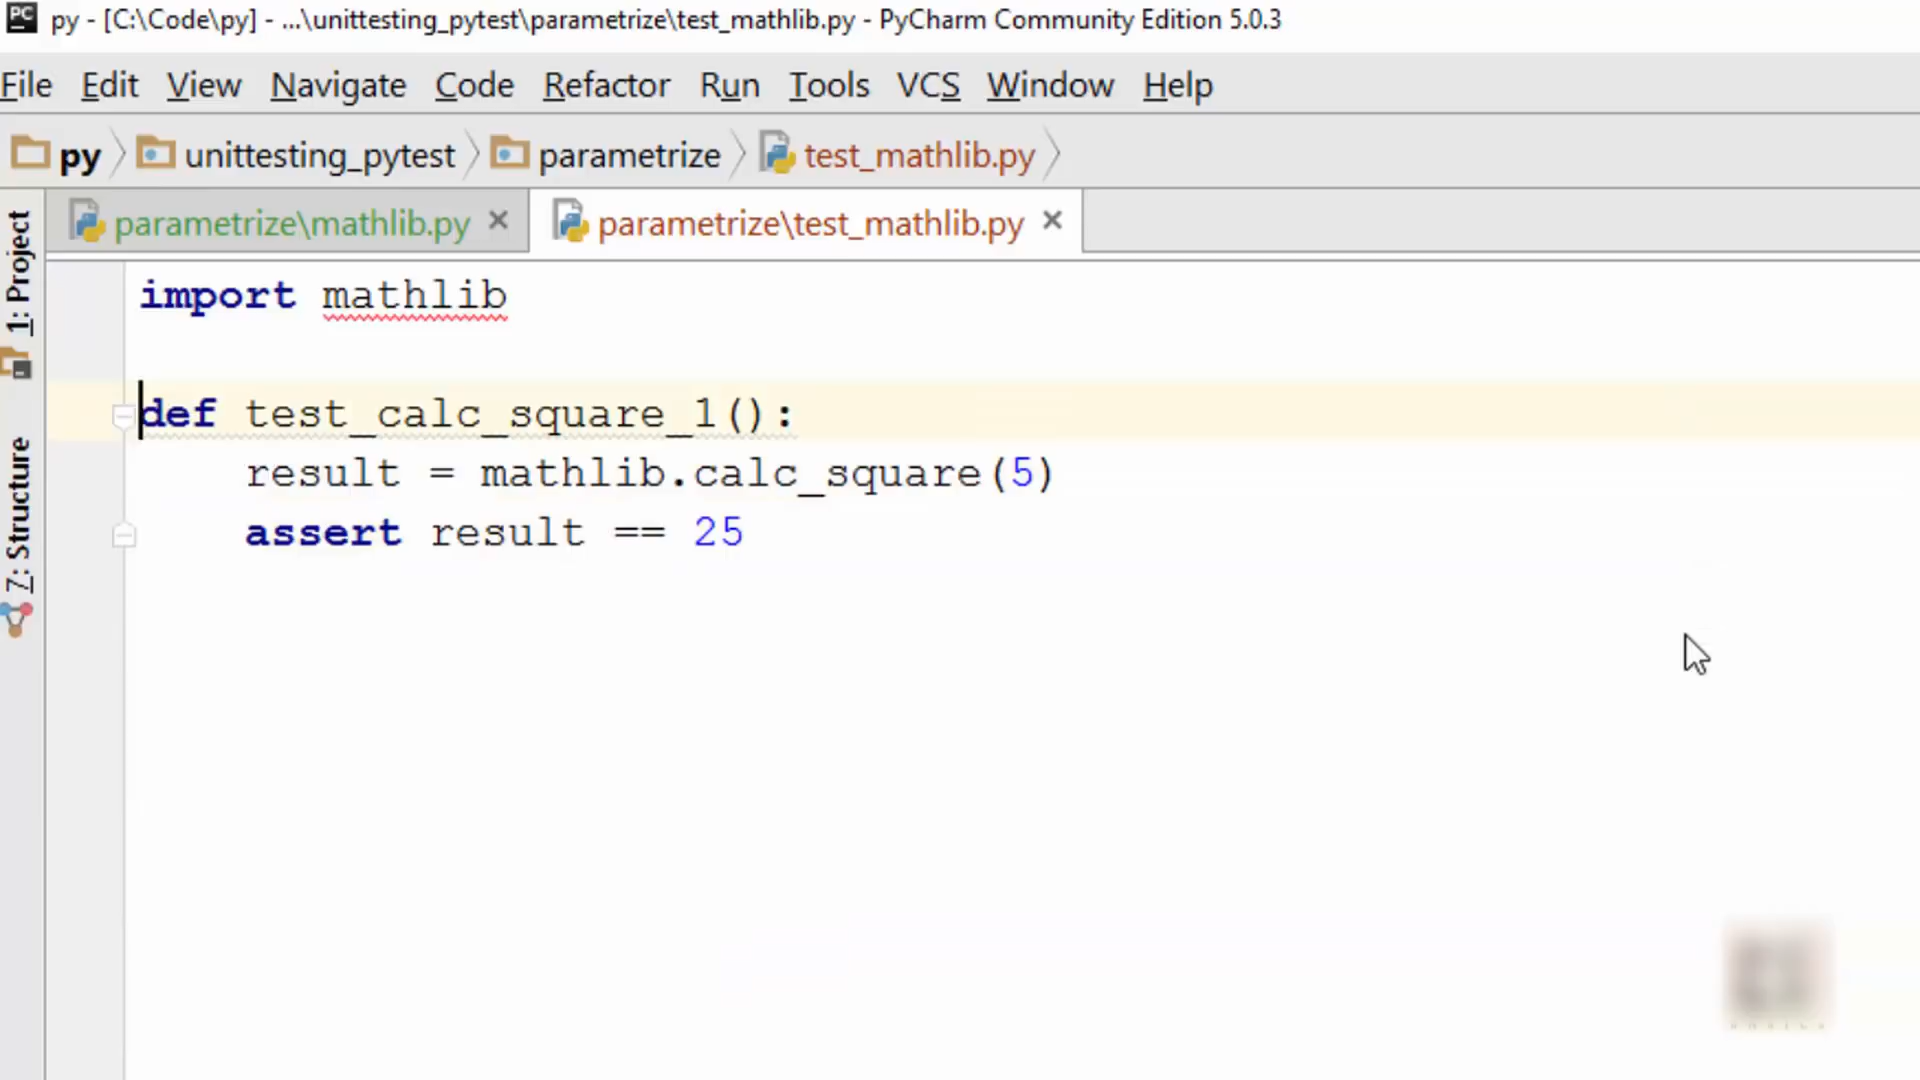 py - [C:\Code\py] - ...\unittesting_pytest\parametrize\test_mathlib.py - PyCharm Community Edition 5.0.3
File Edit View Navigate Code Refactor Run Tools VCS Window Help
py unittesting_pytest parametrize test_mathlib.py
parametrize\mathlib.py parametrize\test_mathlib.py
1: Project
7: Structure
import mathlib
def test_calc_square_1():
    result = mathlib.calc_square(5)
    assert result == 25